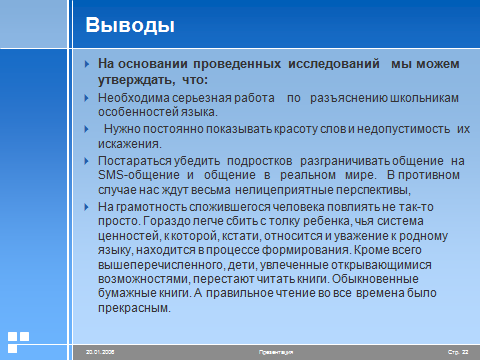 Выводы
На основании проведенных исследований мы можем
утверждать, что:
Необходима серьезная работа по разъяснению школьникам
особенностей языка.
Нужно постоянно показывать красоту слов и недопустимость их
искажения.
Постараться убедить подростков разграничивать общение на
SMS-общение и общение в реальном мире. В противном
случае нас ждут весьма нелицеприятные перспективы,
На грамотность сложившегося человека повлиять не так-то
просто. Гораздо легче сбить с толку ребенка, чья система
ценностей, к которой, кстати, относится и уважение к родному
языку, находится в процессе формирования. Кроме всего
вышеперечисленного, дети, увлеченные открывающимися
возможностями, перестают читать книги. Обыкновенные
бумажные книги. А правильное чтение во все времена было
прекрасным.
20.01.2006 Презентация Стр. 22